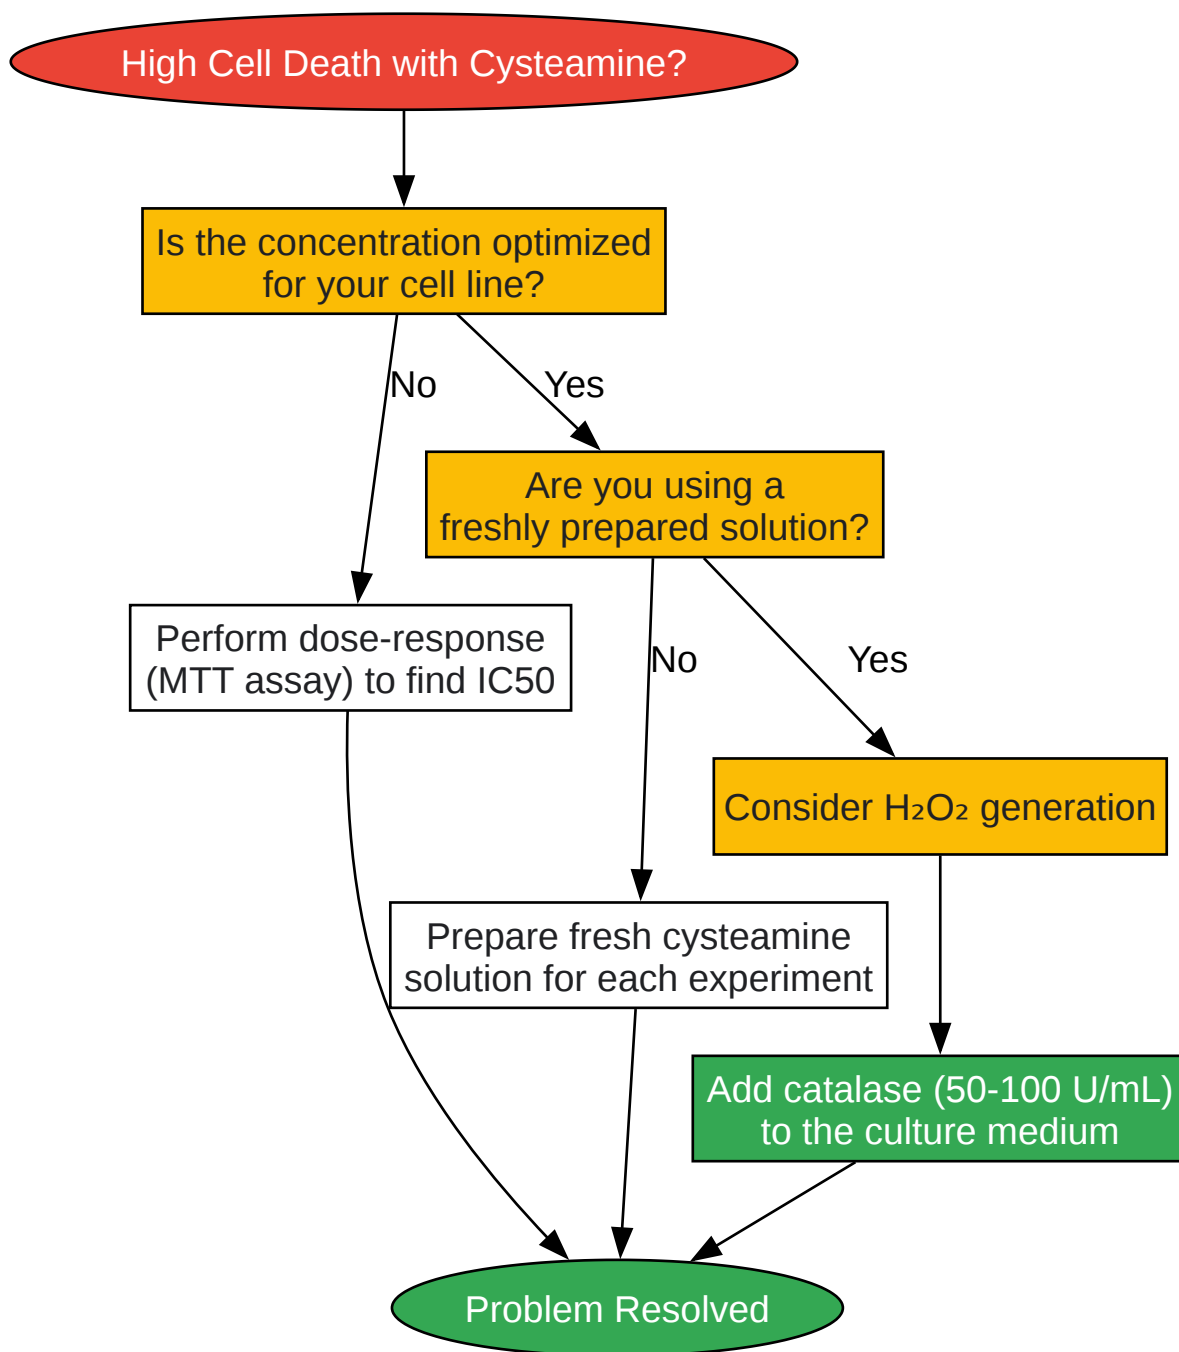 High Cell Death with Cysteamine?
Is the concentration optimized
for your cell line?
No
Yes
Are you using a
freshly prepared solution?
Perform dose-response
(MTT assay) to find IC50
No
Yes
Consider H₂O₂ generation
Prepare fresh cysteamine
solution for each experiment
Add catalase (50-100 U/mL)
to the culture medium
Problem Resolved